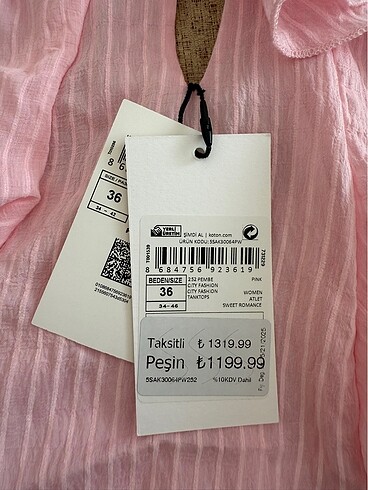 YERLİ
ÜRETİM
ŞİMDİ AL | koton.com
ÜRÜN KODU: 5SAK30064PW
8 684756 923619
BEDEN/SIZE
36
34- 46
252 PEMBE
CITY FASHION
CITY FASHION
TANKTOPS
PINK
WOMEN
ATLET
SWEET ROMANCE
Taksitli ₺ 1319.99
Peşin ₺1199.99
5SAK30064PW252 %10KDV Dahil
36